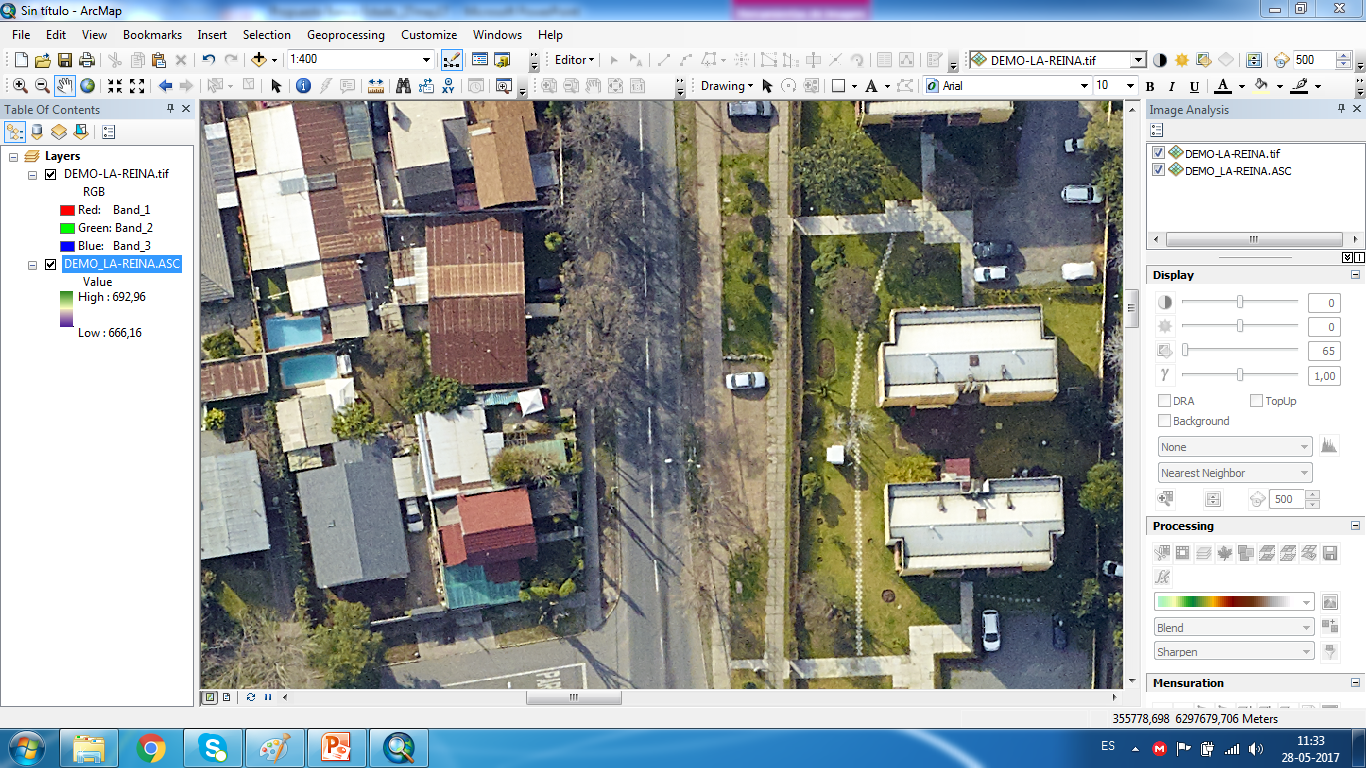 Sin título - ArcMap
File Edit View Bookmarks Insert Selection Geoprocessing Customize Windows Help
1:400 Editor DEMO-LA-REINA.tif 500
Drawing A Arial 10 B I U A
Table Of Contents
Layers
DEMO-LA-REINA.tif
RGB
Red: Band_1
Green: Band_2
Blue: Band_3
DEMO_LA-REINA.ASC
Value
High : 692,96
Low : 666,16
Image Analysis
DEMO-LA-REINA.tif
DEMO_LA-REINA.ASC
Display
0
0
65
γ 1,00
DRA TopUp
Background
None
Nearest Neighbor
500
Processing
Blend
Sharpen
Mensuration
355778,698 6297679,706 Meters
ES 11:33
28-05-2017